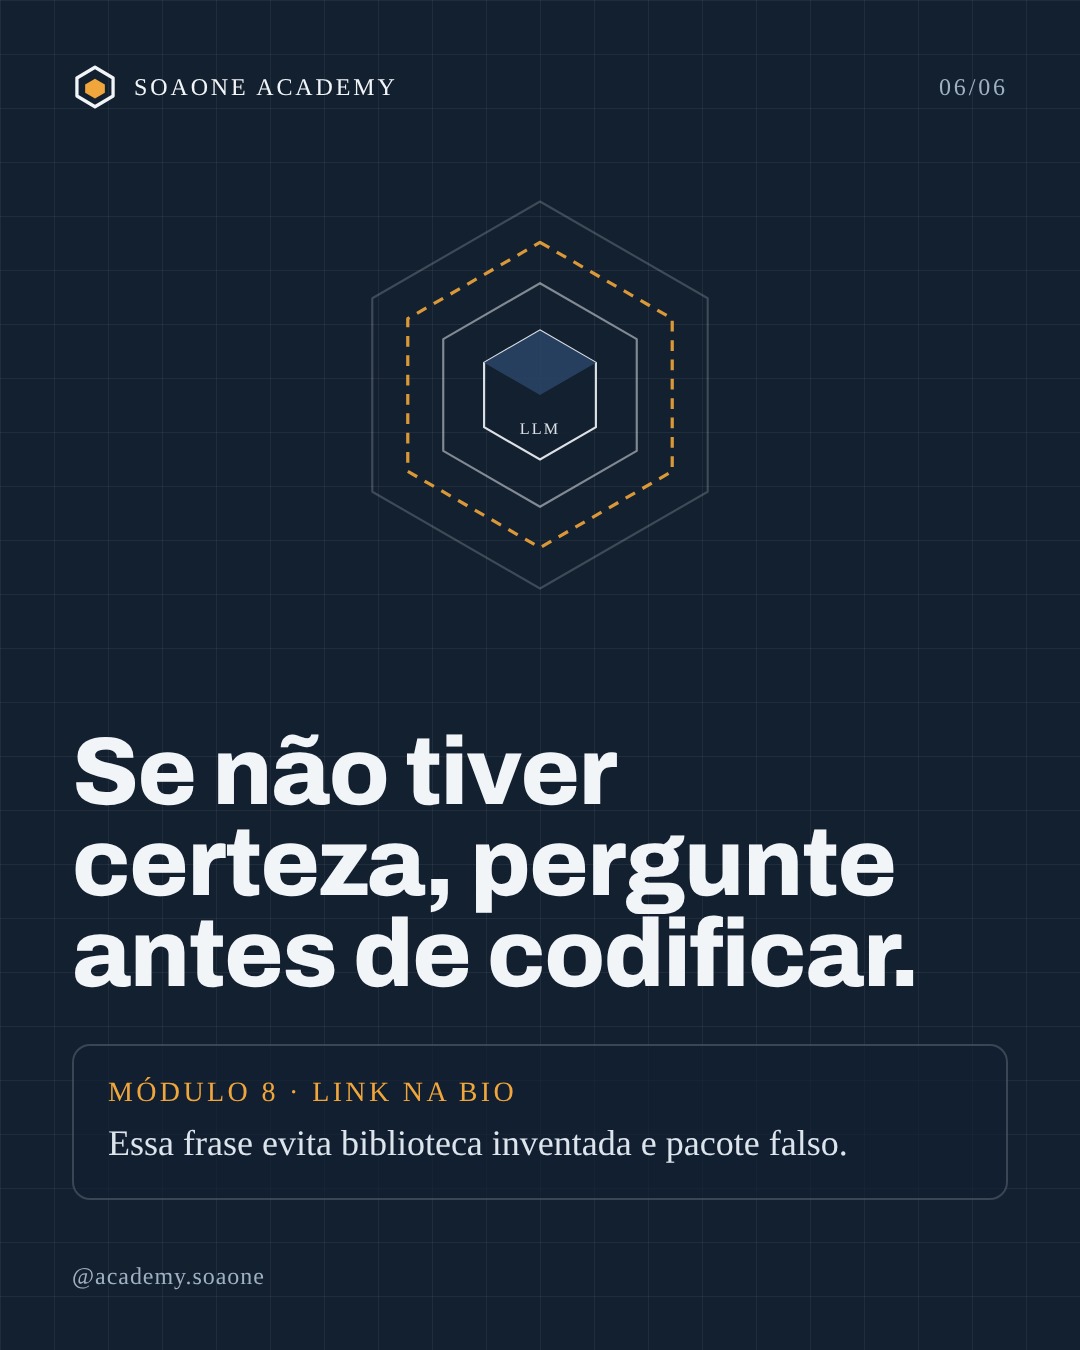 SOAONE ACADEMY
06/06
LLM
Se não tiver
certeza, pergunte
antes de codificar.
MÓDULO 8 · LINK NA BIO
Essa frase evita biblioteca inventada e pacote falso.
@academy.soaone